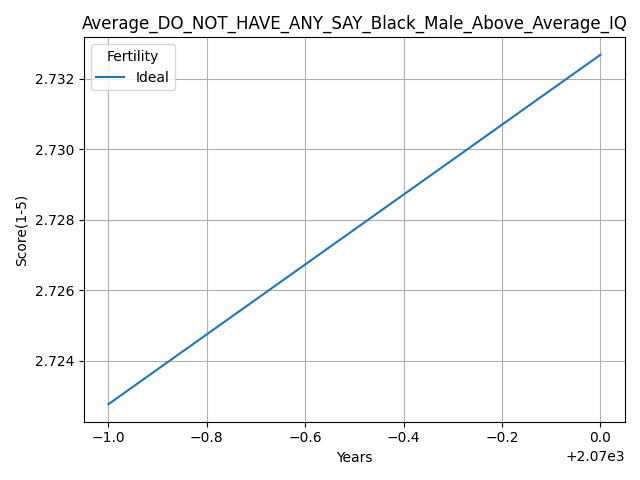 Average_DO_NOT_HAVE_ANY_SAY_Black_Male_Above_Average_IQ
Fertility
Ideal
2.732
2.730
2.728
2.726
2.724
Score(1-5)
−1.0 −0.8 −0.6 −0.4 −0.2 0.0
Years
+2.07e3